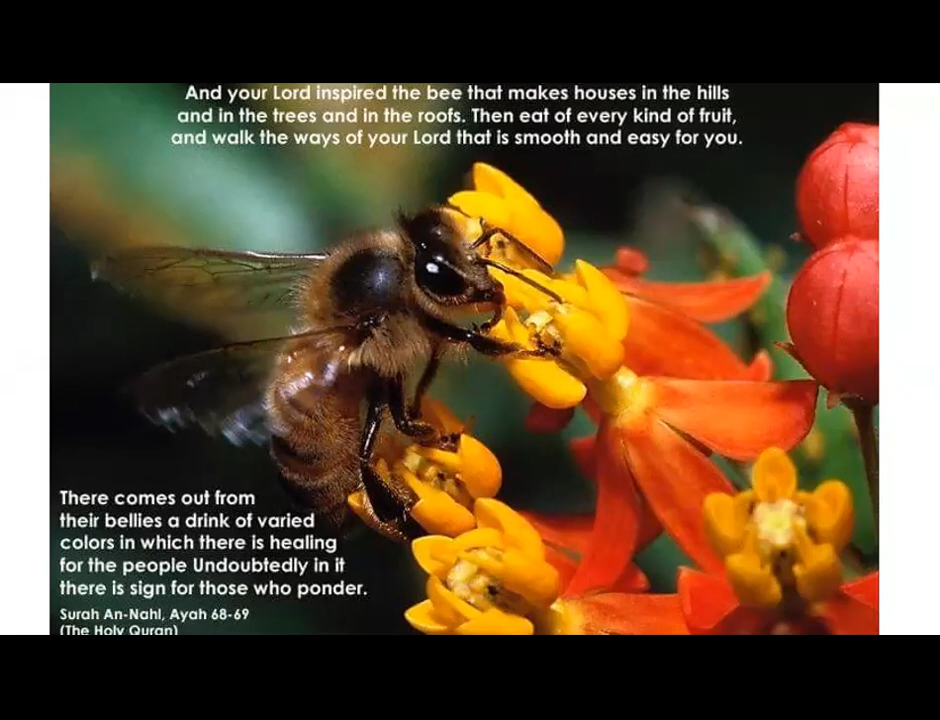 And your Lord inspired the bee that makes houses in the hills
and in the trees and in the roofs. Then eat of every kind of fruit,
and walk the ways of your Lord that is smooth and easy for you.
There comes out from
their bellies a drink of varied
colors in which there is healing
for the people Undoubtedly in it
there is sign for those who ponder.
Surah An-Nahl, Ayah 68-69
(The Holy Quran)